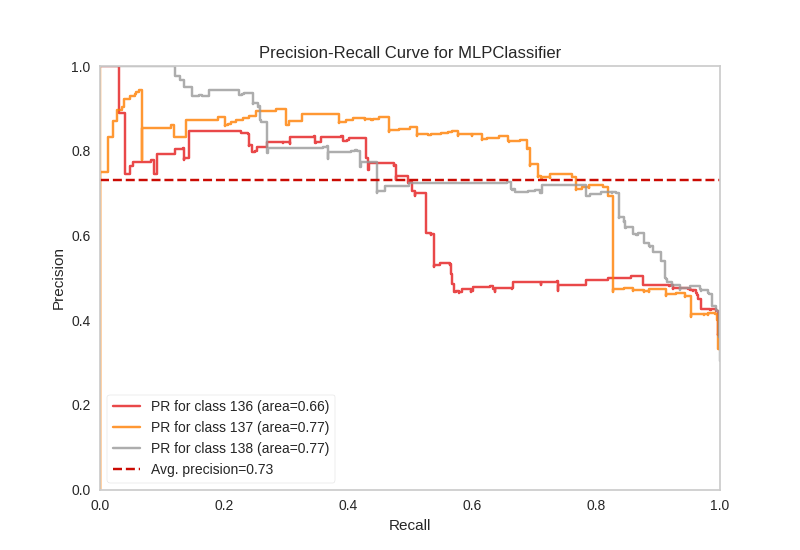 Precision-Recall Curve for MLPClassifier
1.0
0.8
0.6
0.4
0.2
0.0
Precision
PR for class 136 (area=0.66)
PR for class 137 (area=0.77)
PR for class 138 (area=0.77)
Avg. precision=0.73
0.0 0.2 0.4 0.6 0.8 1.0
Recall